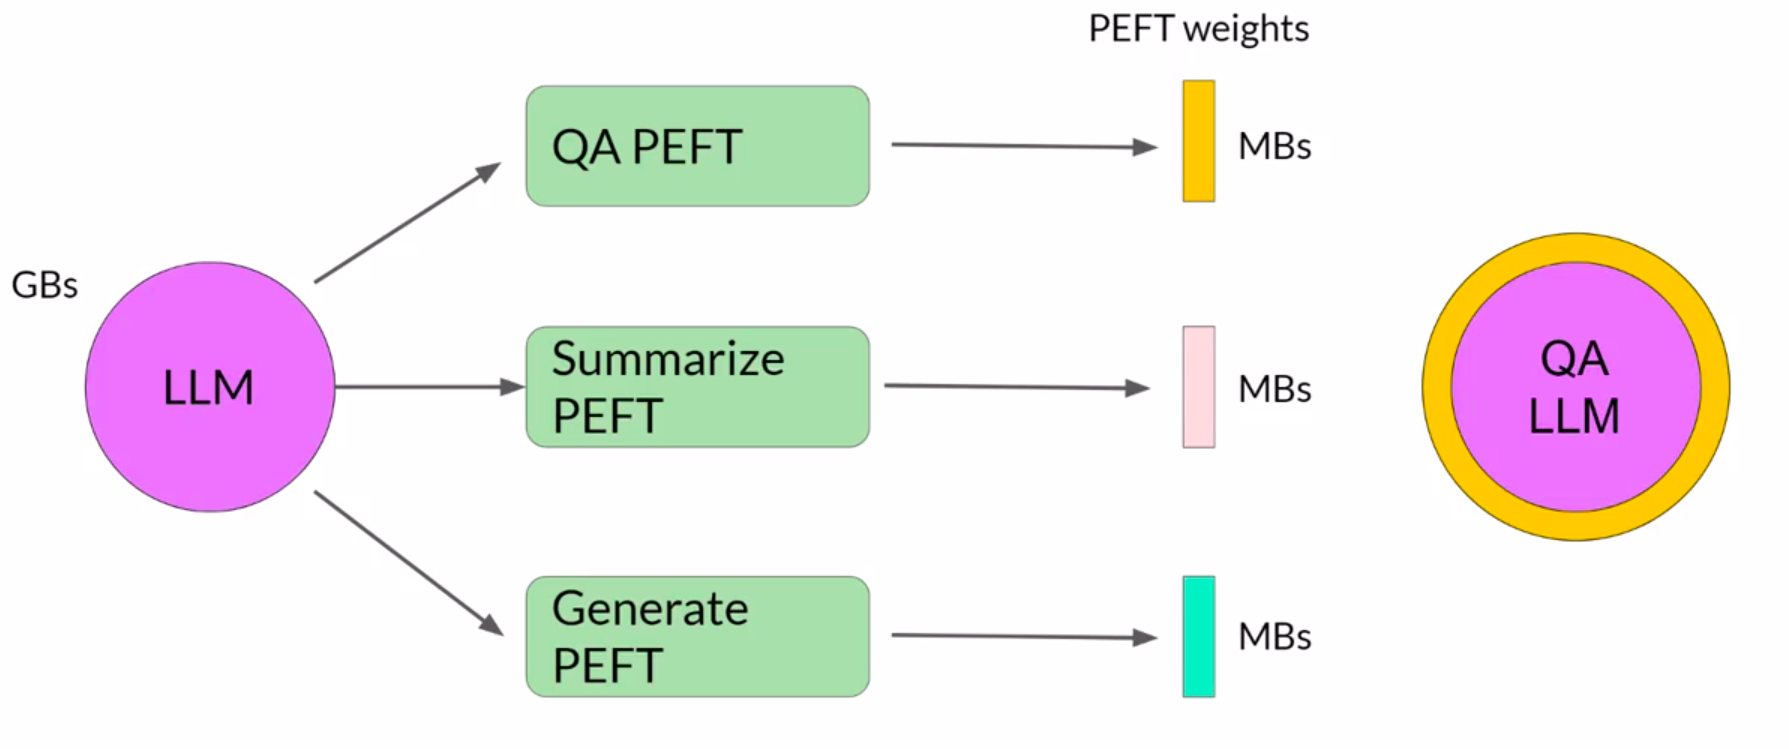 PEFT weights
QA PEFT
MBs
GBs
LLM
Summarize
PEFT
MBs
QA
LLM
Generate
PEFT
MBs